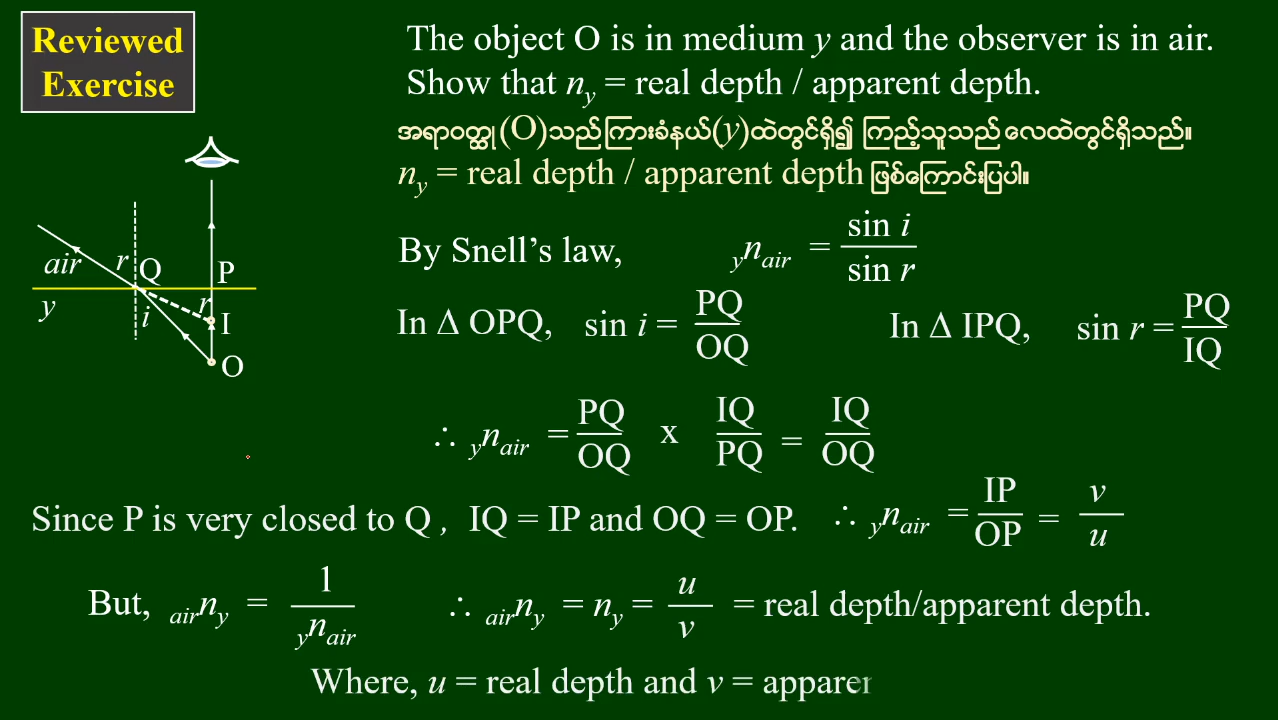 Reviewed
Exercise
The object O is in medium y and the observer is in air.
Show that n_y = real depth / apparent depth.
အရာဝတ္ထု (O) သည် ကြားခံနယ် (y) ထဲတွင်ရှိ၍ ကြည့်သူသည် လေထဲတွင်ရှိသည်။
n_y = real depth / apparent depth ဖြစ်ကြောင်းပြပါ။
air r Q P
y i r I
O
By Snell's law, _y n_air = sin i / sin r
In Δ OPQ, sin i = PQ / OQ In Δ IPQ, sin r = PQ / IQ
∴ _y n_air = PQ / OQ x IQ / PQ = IQ / OQ
Since P is very closed to Q , IQ = IP and OQ = OP. ∴ _y n_air = IP / OP = v / u
But, _air n_y = 1 / _y n_air ∴ _air n_y = n_y = u / v = real depth/apparent depth.
Where, u = real depth and v = apparer